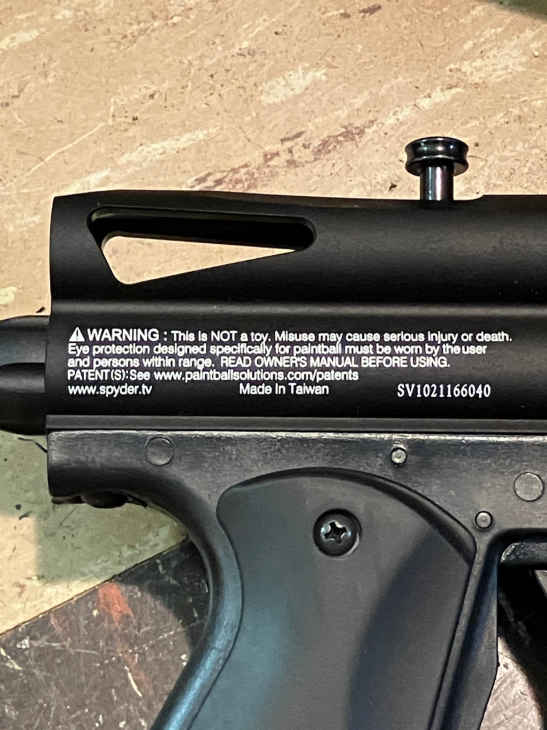 ⚠ WARNING : This is NOT a toy. Misuse may cause serious injury or death.
Eye protection designed specifically for paintball must be worn by the user
and persons within range. READ OWNER'S MANUAL BEFORE USING.
PATENT(S): See www.paintballsolutions.com/patents
www.spyder.tv Made In Taiwan SV1021166040